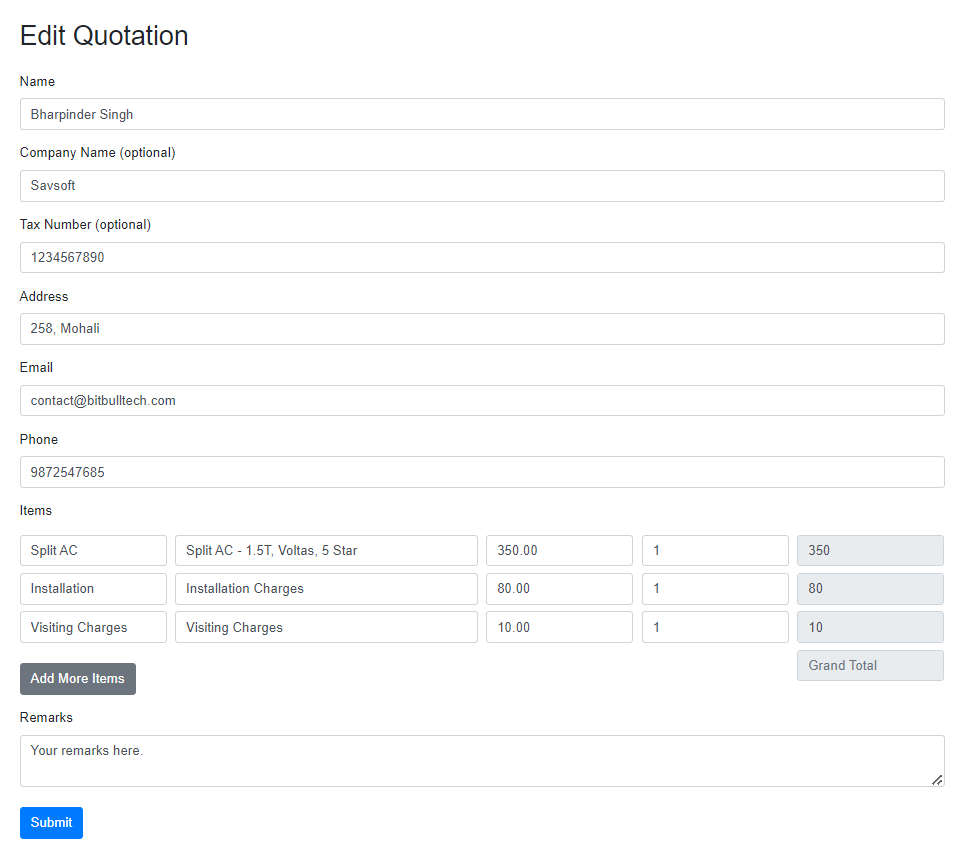 Edit Quotation
Name
Bharpinder Singh
Company Name (optional)
Savsoft
Tax Number (optional)
1234567890
Address
258, Mohali
Email
contact@bitbulltech.com
Phone
9872547685
Items
Split AC Split AC - 1.5T, Voltas, 5 Star 350.00 1 350
Installation Installation Charges 80.00 1 80
Visiting Charges Visiting Charges 10.00 1 10
Grand Total
Add More Items
Remarks
Your remarks here.
Submit